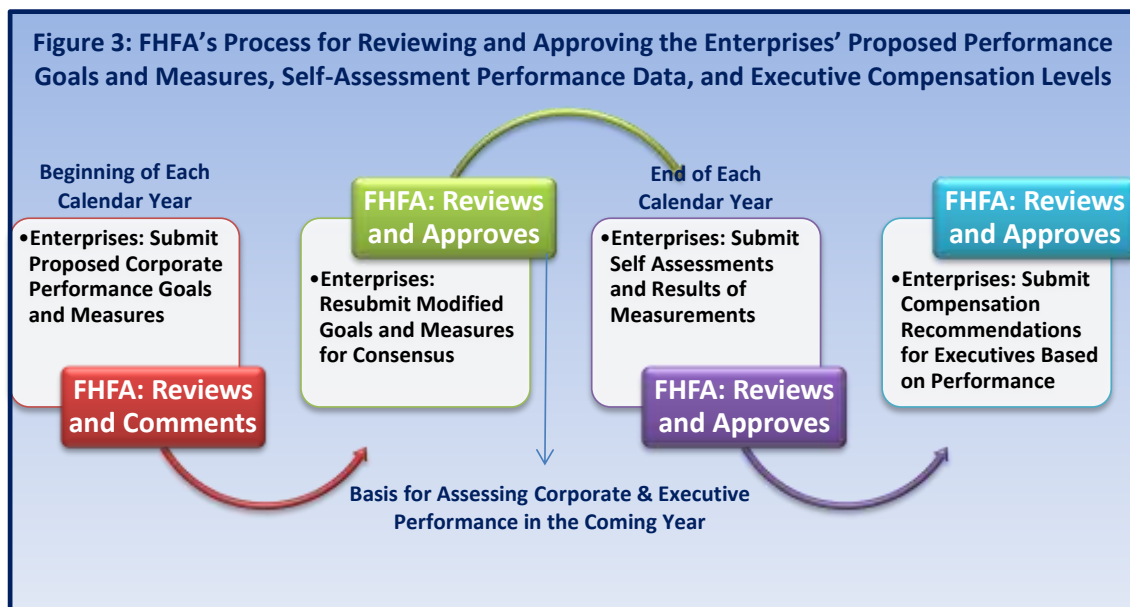 Figure 3: FHFA's Process for Reviewing and Approving the Enterprises' Proposed Performance
Goals and Measures, Self-Assessment Performance Data, and Executive Compensation Levels
Beginning of Each
Calendar Year
•Enterprises: Submit
Proposed Corporate
Performance Goals
and Measures
FHFA: Reviews
and Comments
FHFA: Reviews
and Approves
•Enterprises:
Resubmit Modified
Goals and Measures
for Consensus
End of Each
Calendar Year
•Enterprises: Submit
Self Assessments
and Results of
Measurements
FHFA: Reviews
and Approves
FHFA: Reviews
and Approves
•Enterprises: Submit
Compensation
Recommendations
for Executives Based
on Performance
Basis for Assessing Corporate & Executive
Performance in the Coming Year